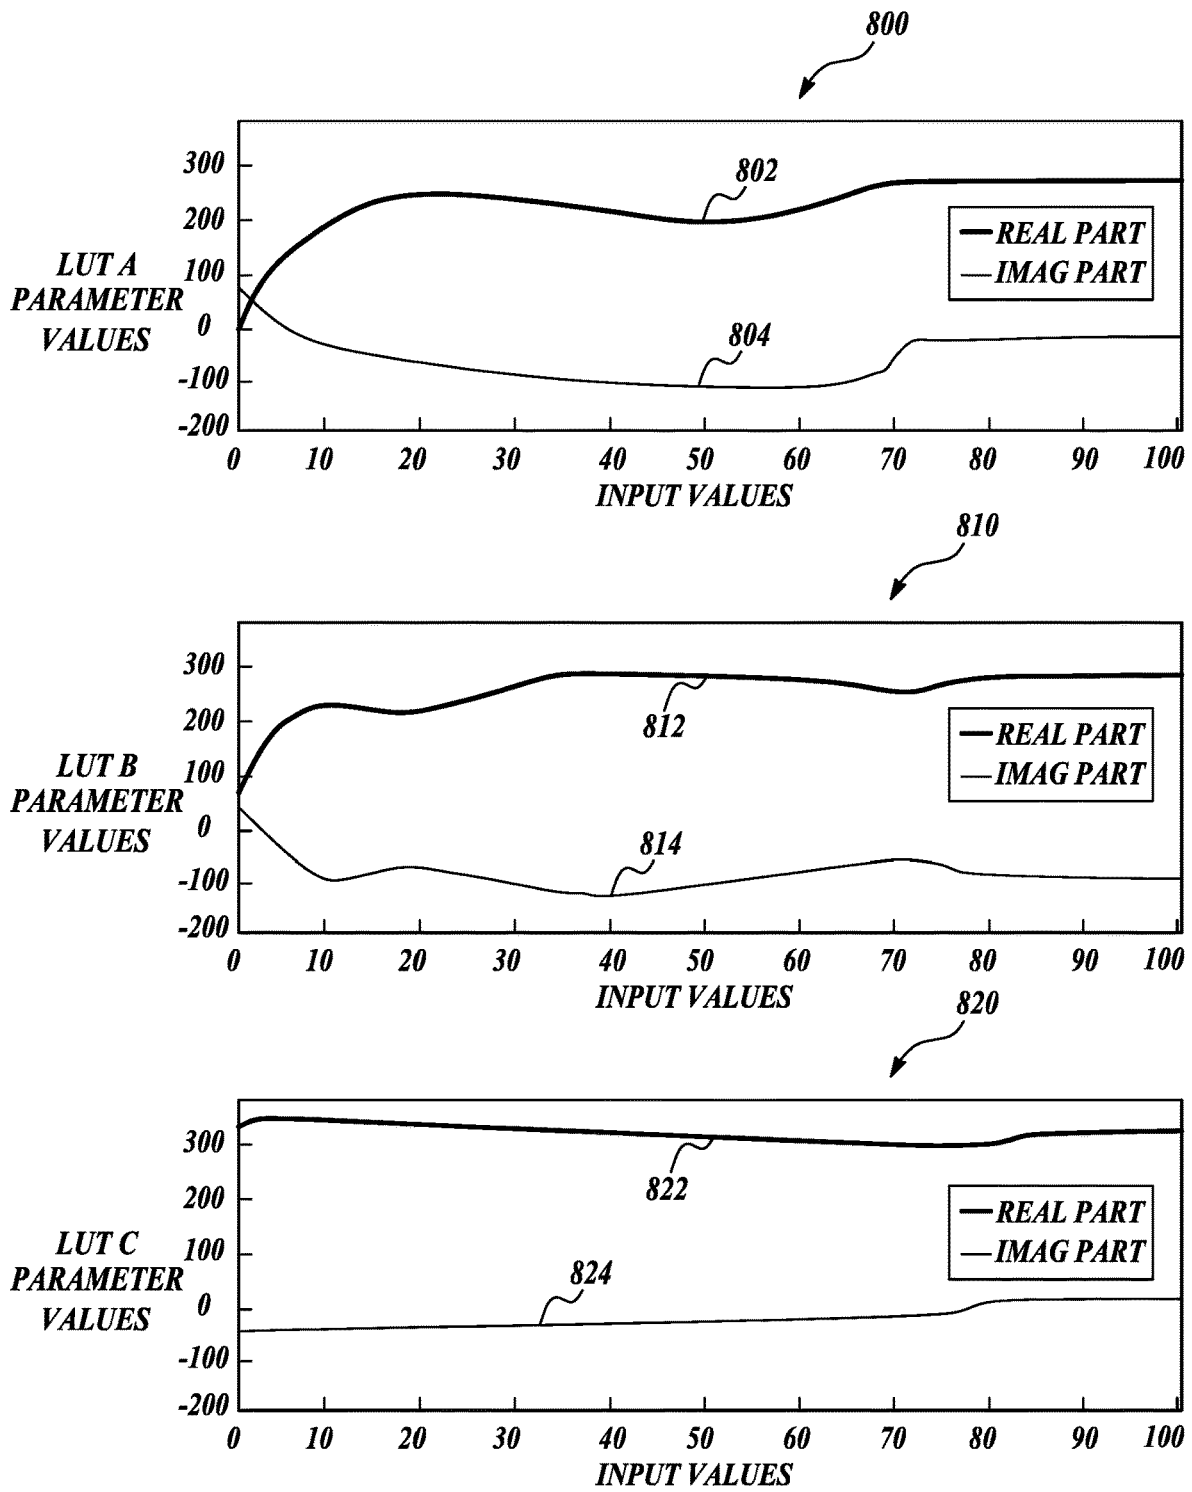 800
300
200
100
0
-100
-200
LUT A
PARAMETER
VALUES
802
804
REAL PART
IMAG PART
0 10 20 30 40 50 60 70 80 90 100
INPUT VALUES
810
300
200
100
0
-100
-200
LUT B
PARAMETER
VALUES
812
814
REAL PART
IMAG PART
0 10 20 30 40 50 60 70 80 90 100
INPUT VALUES
820
300
200
100
0
-100
-200
LUT C
PARAMETER
VALUES
822
824
REAL PART
IMAG PART
0 10 20 30 40 50 60 70 80 90 100
INPUT VALUES